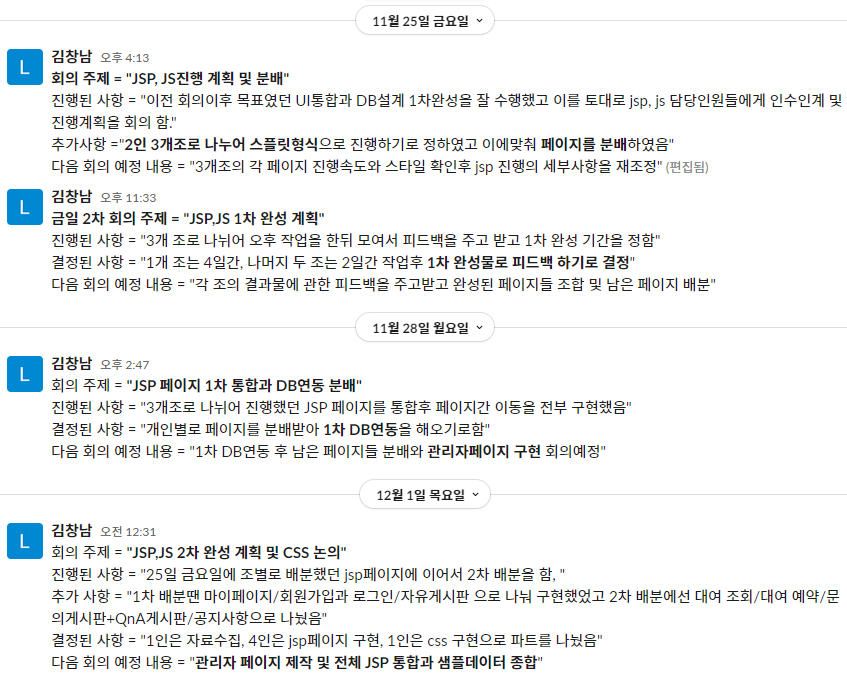 11월 25일 금요일
L
김창남 오후 4:13
회의 주제 = "JSP, JS진행 계획 및 분배"
진행된 사항 = "이전 회의이후 목표였던 UI통합과 DB설계 1차완성을 잘 수행했고 이를 토대로 jsp, js 담당인원들에게 인수인계 및
진행계획을 회의 함."
추가사항 ="2인 3개조로 나누어 스플릿형식으로 진행하기로 정하였고 이에맞춰 페이지를 분배하였음"
다음 회의 예정 내용 = "3개조의 각 페이지 진행속도와 스타일 확인후 jsp 진행의 세부사항을 재조정" (편집됨)
L
김창남 오후 11:33
금일 2차 회의 주제 = "JSP,JS 1차 완성 계획"
진행된 사항 = "3개 조로 나뉘어 오후 작업을 한뒤 모여서 피드백을 주고 받고 1차 완성 기간을 정함"
결정된 사항 = "1개 조는 4일간, 나머지 두 조는 2일간 작업후 1차 완성물로 피드백 하기로 결정"
다음 회의 예정 내용 = "각 조의 결과물에 관한 피드백을 주고받고 완성된 페이지들 조합 및 남은 페이지 배분"
11월 28일 월요일
L
김창남 오후 2:47
회의 주제 = "JSP 페이지 1차 통합과 DB연동 분배"
진행된 사항 = "3개조로 나뉘어 진행했던 JSP 페이지를 통합후 페이지간 이동을 전부 구현했음"
결정된 사항 = "개인별로 페이지를 분배받아 1차 DB연동을 해오기로함"
다음 회의 예정 내용 = "1차 DB연동 후 남은 페이지들 분배와 관리자페이지 구현 회의예정"
12월 1일 목요일
L
김창남 오전 12:31
회의 주제 = "JSP,JS 2차 완성 계획 및 CSS 논의"
진행된 사항 = "25일 금요일에 조별로 배분했던 jsp페이지에 이어서 2차 배분을 함, "
추가 사항 = "1차 배분땐 마이페이지/회원가입과 로그인/자유게시판 으로 나눠 구현했었고 2차 배분에선 대여 조회/대여 예약/문
의게시판+QnA게시판/공지사항으로 나눴음"
결정된 사항 = "1인은 자료수집, 4인은 jsp페이지 구현, 1인은 css 구현으로 파트를 나눴음"
다음 회의 예정 내용 = "관리자 페이지 제작 및 전체 JSP 통합과 샘플데이터 종합"